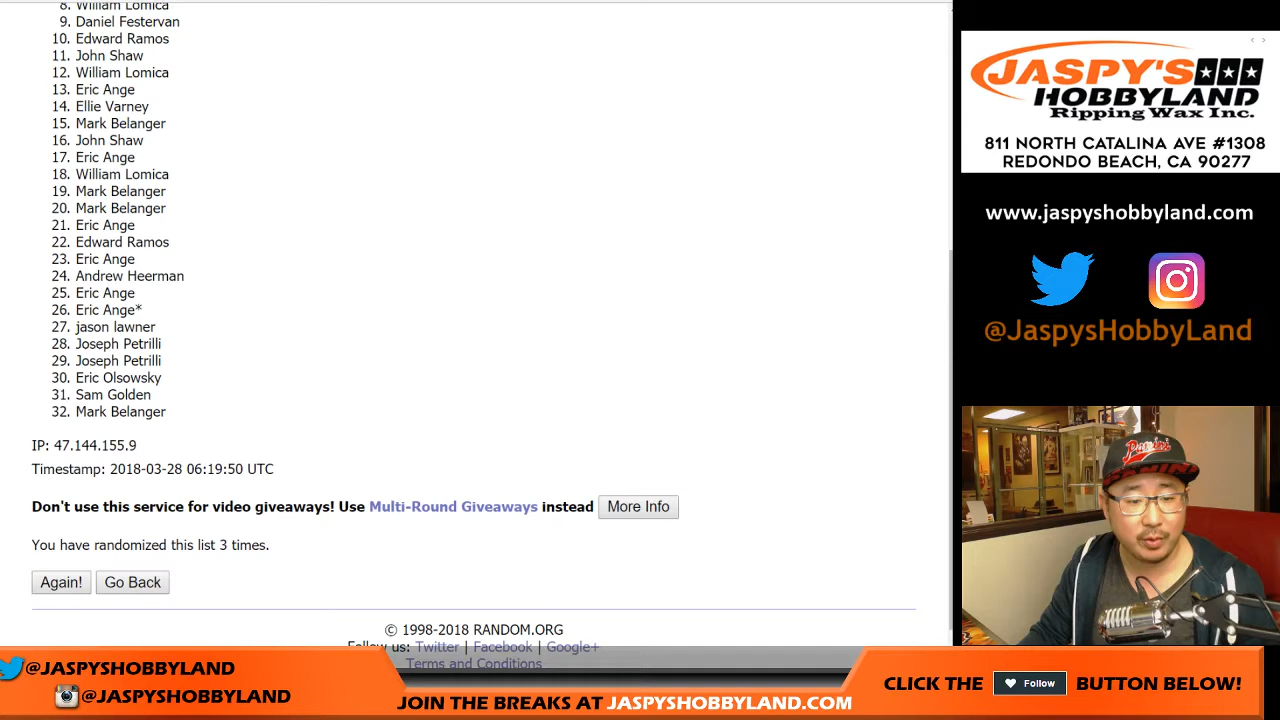 8. William Lomica
9. Daniel Festervan
10. Edward Ramos
11. John Shaw
12. William Lomica
13. Eric Ange
14. Ellie Varney
15. Mark Belanger
16. John Shaw
17. Eric Ange
18. William Lomica
19. Mark Belanger
20. Mark Belanger
21. Eric Ange
22. Edward Ramos
23. Eric Ange
24. Andrew Heerman
25. Eric Ange
26. Eric Ange*
27. jason lawner
28. Joseph Petrilli
29. Joseph Petrilli
30. Eric Olsowsky
31. Sam Golden
32. Mark Belanger
IP: 47.144.155.9
Timestamp: 2018-03-28 06:19:50 UTC
Don't use this service for video giveaways! Use Multi-Round Giveaways instead More Info
You have randomized this list 3 times.
Again! Go Back
© 1998-2018 RANDOM.ORG
Follow us: Twitter | Facebook | Google+
Terms and Conditions
JASPY'S
HOBBYLAND
Ripping Wax Inc.
811 NORTH CATALINA AVE #1308
REDONDO BEACH, CA 90277
www.jaspyshobbyland.com
@JaspysHobbyLand
Panini
@JASPYSHOBBYLAND
@JASPYSHOBBYLAND
JOIN THE BREAKS AT JASPYSHOBBYLAND.COM
CLICK THE Follow BUTTON BELOW!